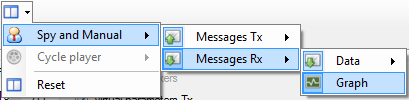 Spy and Manual
Messages Tx
Cycle player
Messages Rx
Data
Reset
Graph